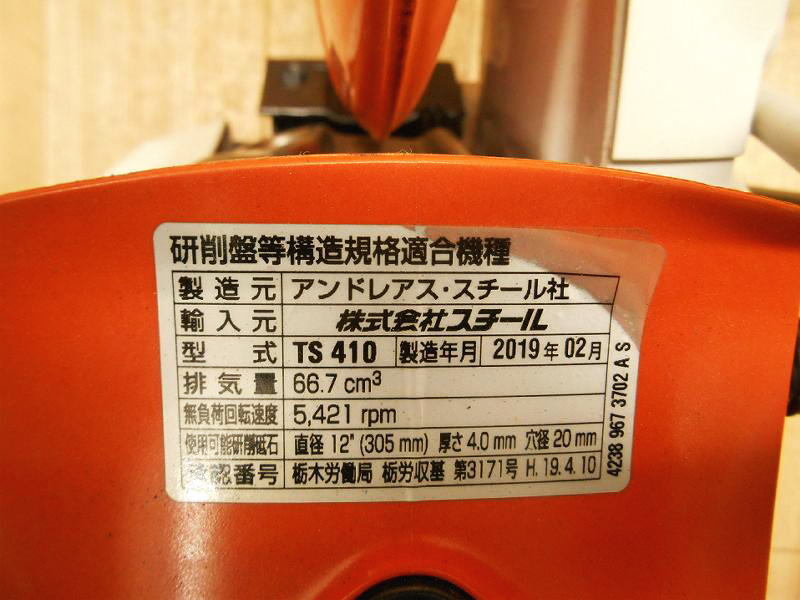 研削盤等構造規格適合機種
製造元 アンドレアス・スチール社
輸入元 株式会社スチール
型式 TS 410 製造年月 2019年02月
排気量 66.7 cm³
無負荷回転速度 5,421 rpm
使用可能研削砥石 直径 12" (305 mm) 厚さ 4.0 mm 穴径 20 mm
確認番号 栃木労働局 栃労収基 第3171号 H. 19. 4. 10
4238 967 3702 A S